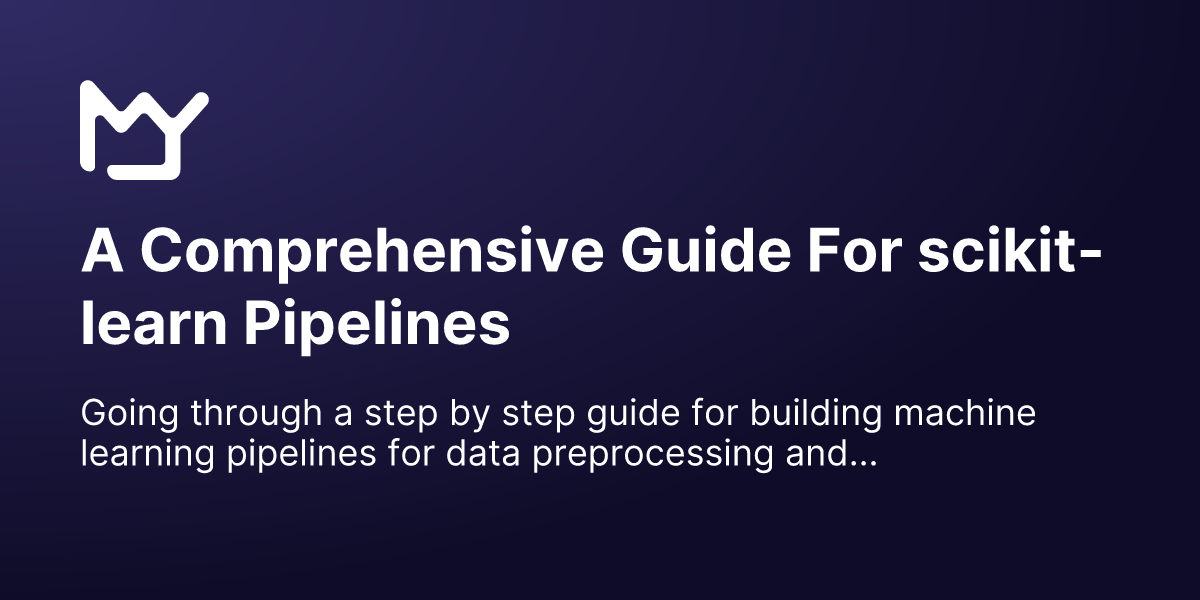 A Comprehensive Guide For scikit-
learn Pipelines
Going through a step by step guide for building machine
learning pipelines for data preprocessing and...